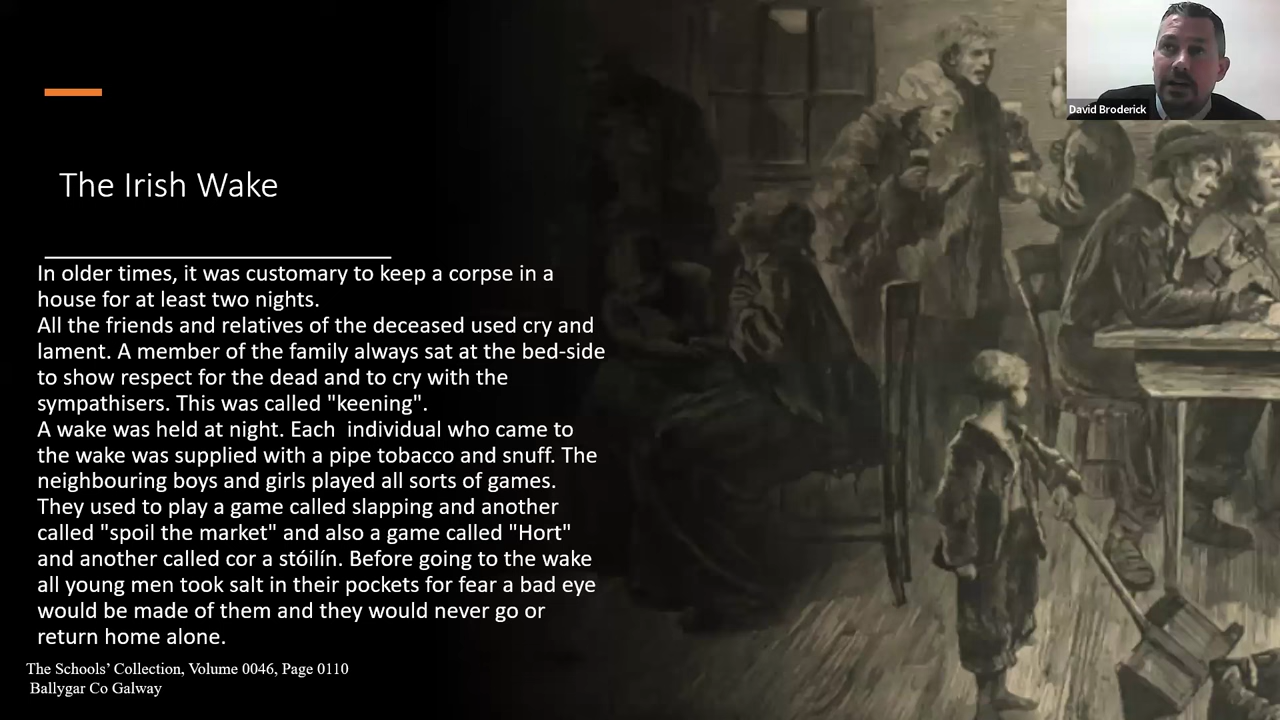 David Broderick
The Irish Wake
In older times, it was customary to keep a corpse in a
house for at least two nights.
All the friends and relatives of the deceased used cry and
lament. A member of the family always sat at the bed-side
to show respect for the dead and to cry with the
sympathisers. This was called "keening".
A wake was held at night. Each  individual who came to
the wake was supplied with a pipe tobacco and snuff. The
neighbouring boys and girls played all sorts of games.
They used to play a game called slapping and another
called "spoil the market" and also a game called "Hort"
and another called cor a stóilín. Before going to the wake
all young men took salt in their pockets for fear a bad eye
would be made of them and they would never go or
return home alone.
The Schools’ Collection, Volume 0046, Page 0110
Ballygar Co Galway